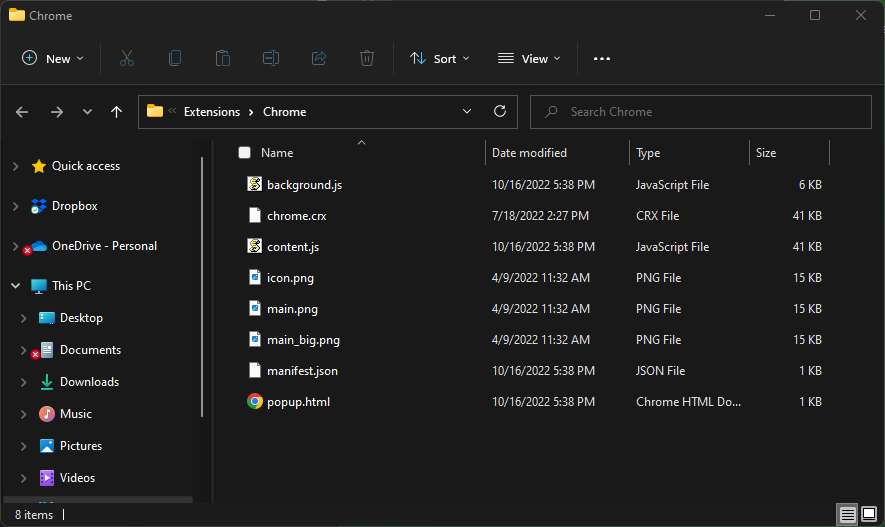 Chrome
New
Sort
View
Extensions
Chrome
Search Chrome
Quick access
Dropbox
OneDrive - Personal
This PC
Desktop
Documents
Downloads
Music
Pictures
Videos
Name Date modified Type Size
background.js 10/16/2022 5:38 PM JavaScript File 6 KB
chrome.crx 7/18/2022 2:27 PM CRX File 41 KB
content.js 10/16/2022 5:38 PM JavaScript File 41 KB
icon.png 4/9/2022 11:32 AM PNG File 15 KB
main.png 4/9/2022 11:32 AM PNG File 15 KB
main_big.png 4/9/2022 11:32 AM PNG File 15 KB
manifest.json 10/16/2022 5:38 PM JSON File 1 KB
popup.html 10/16/2022 5:38 PM Chrome HTML Do... 1 KB
8 items